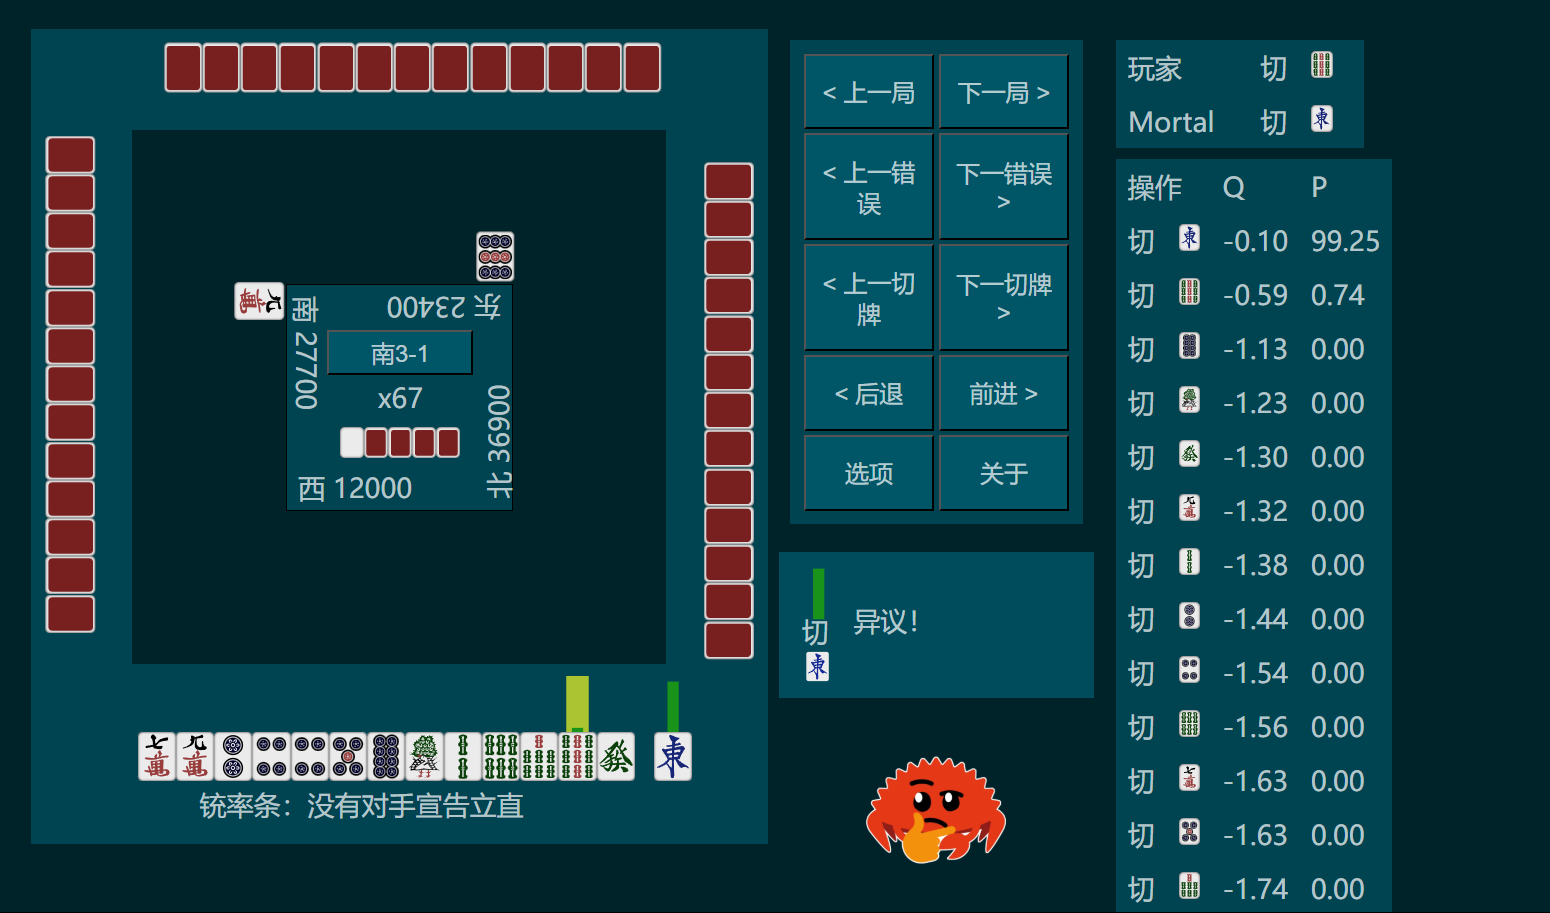 东 23400
南 27700
南3-1
x67
北 36900
西 12000
铳率条：没有对手宣告立直
< 上一局
下一局 >
< 上一错误
下一错误 >
< 上一切牌
下一切牌 >
< 后退
前进 >
选项
关于
切
異议！
玩家 切
Mortal 切
操作 Q P
切 -0.10 99.25
切 -0.59 0.74
切 -1.13 0.00
切 -1.23 0.00
切 -1.30 0.00
切 -1.32 0.00
切 -1.38 0.00
切 -1.44 0.00
切 -1.54 0.00
切 -1.56 0.00
切 -1.63 0.00
切 -1.63 0.00
切 -1.74 0.00